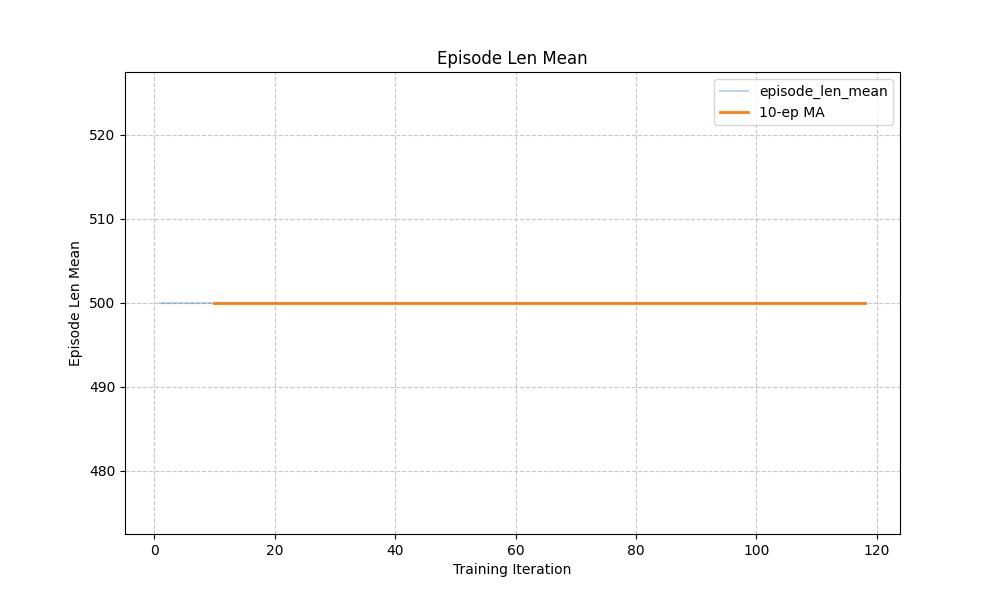 Episode Len Mean
episode_len_mean
10-ep MA
520
510
500
490
480
Episode Len Mean
0 20 40 60 80 100 120
Training Iteration